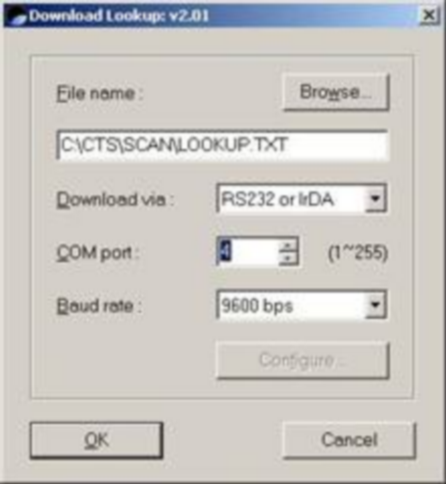 Download Lookup: v2.01
File name :
Browse...
C:\CTS\SCAN\LOOKUP.TXT
Download via : RS232 or IrDA
COM port : 4 (1~255)
Baud rate : 9600 bps
Configure...
OK Cancel